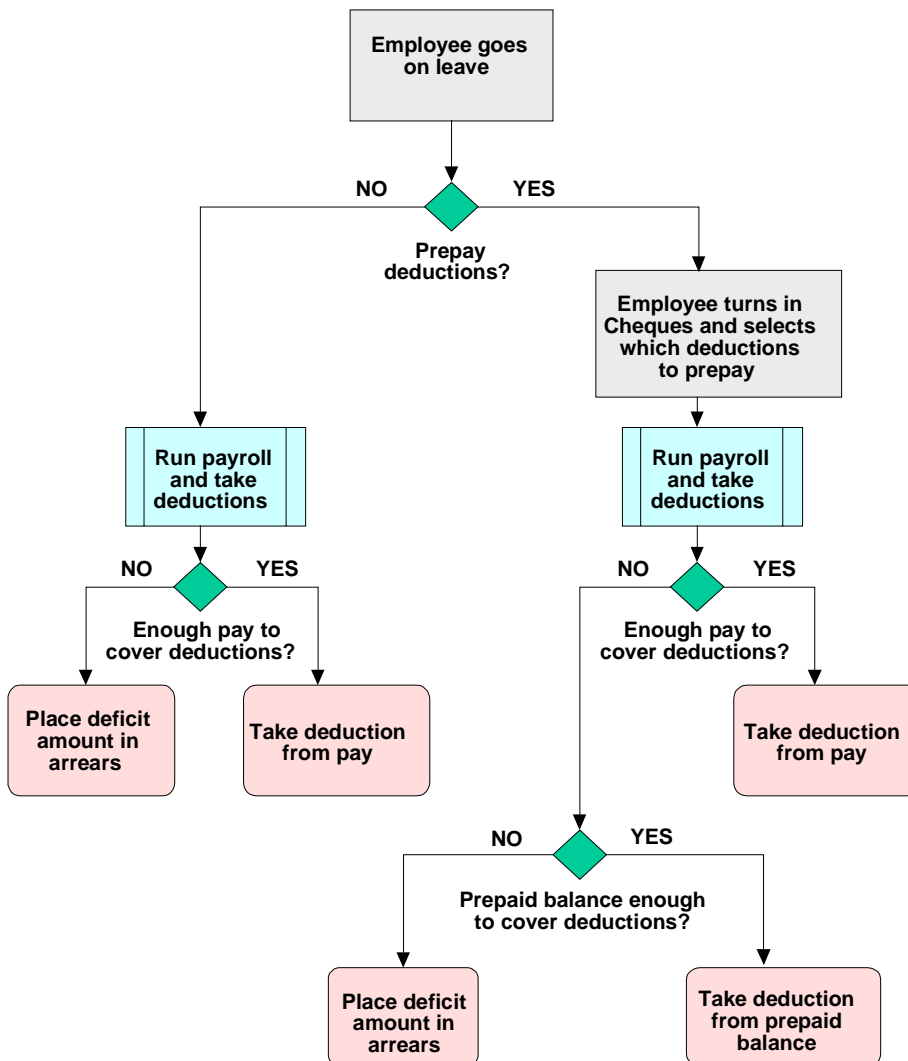 Employee goes
on leave
NO
YES
Prepay
deductions?
Employee turns in
Cheques and selects
which deductions
to prepay
Run payroll
and take
deductions
Run payroll
and take
deductions
NO
YES
Enough pay to
cover deductions?
NO
YES
Enough pay to
cover deductions?
Place deficit
amount in
arrears
Take deduction
from pay
Take deduction
from pay
NO
YES
Prepaid balance enough
to cover deductions?
Place deficit
amount in
arrears
Take deduction
from prepaid
balance